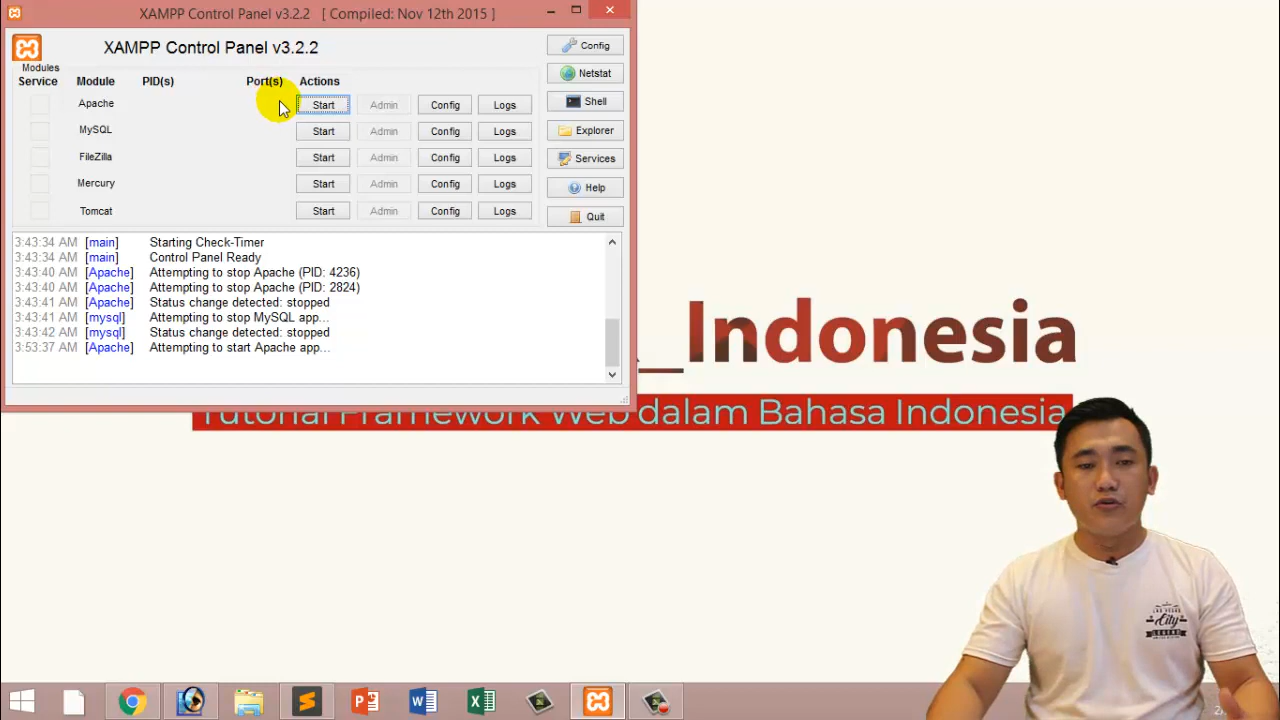 XAMPP Control Panel v3.2.2 [ Compiled: Nov 12th 2015 ]
XAMPP Control Panel v3.2.2
Config
Modules
Service Module PID(s) Port(s) Actions
Netstat
Apache Start Admin Config Logs
Shell
MySQL Start Admin Config Logs
Explorer
FileZilla Start Admin Config Logs
Services
Mercury Start Admin Config Logs
Help
Tomcat Start Admin Config Logs
Quit
3:43:34 AM [main] Starting Check-Timer
3:43:34 AM [main] Control Panel Ready
3:43:40 AM [Apache] Attempting to stop Apache (PID: 4236)
3:43:40 AM [Apache] Attempting to stop Apache (PID: 2824)
3:43:41 AM [Apache] Status change detected: stopped
3:43:41 AM [mysql] Attempting to stop MySQL app...
3:43:42 AM [mysql] Status change detected: stopped
3:53:37 AM [Apache] Attempting to start Apache app...
_Indonesia
Tutorial Framework Web dalam Bahasa Indonesia
LAS VEGAS
City
LEGEND